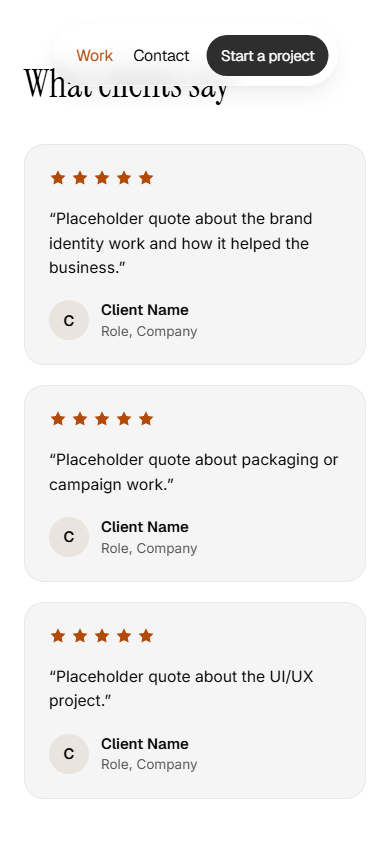 Work Contact Start a project
What clients say
“Placeholder quote about the brand
identity work and how it helped the
business.”
C
Client Name
Role, Company
“Placeholder quote about packaging or
campaign work.”
C
Client Name
Role, Company
“Placeholder quote about the UI/UX
project.”
C
Client Name
Role, Company